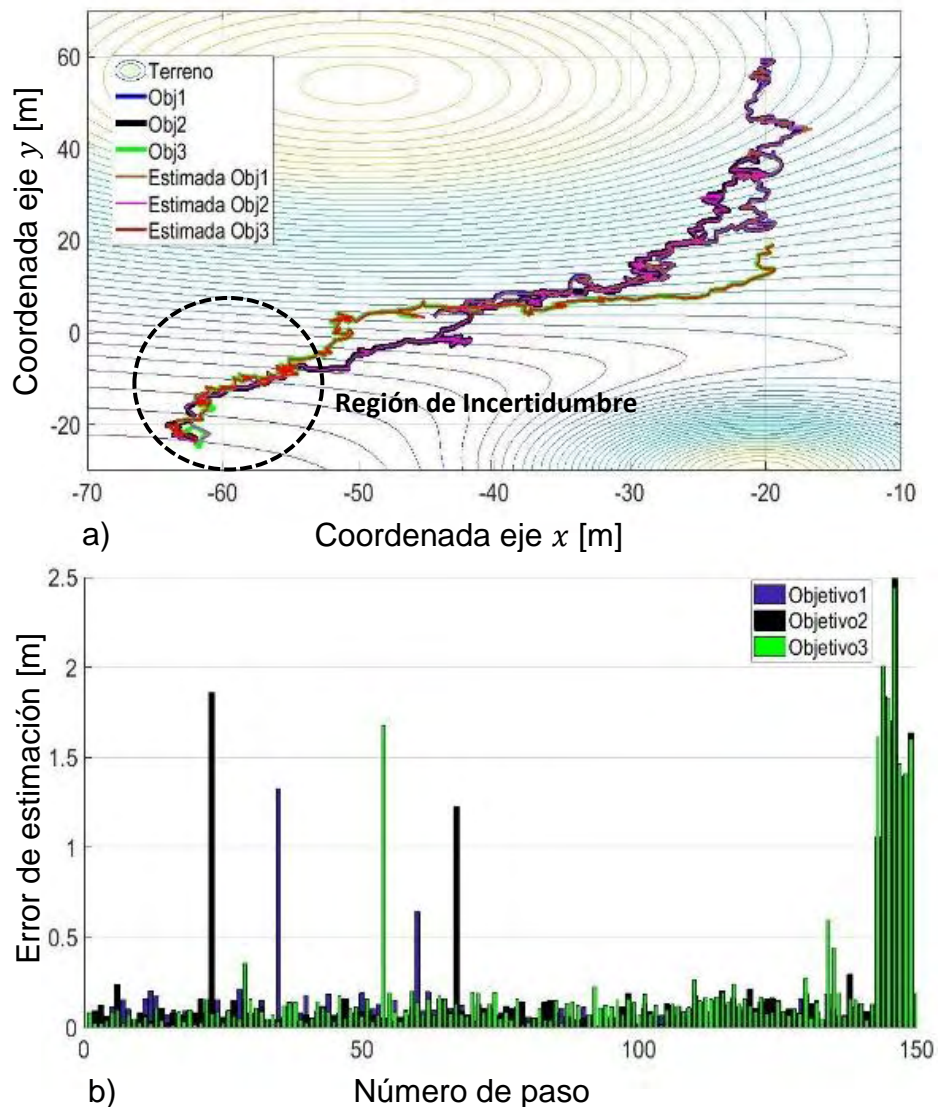 60
40
20
0
-20
Coordenada eje y [m]
Terreno
Obj1
Obj2
Obj3
Estimada Obj1
Estimada Obj2
Estimada Obj3
Región de Incertidumbre
-70 -60 -50 -40 -30 -20 -10
a) Coordenada eje x [m]
2.5
2
1.5
1
0.5
0
Error de estimación [m]
Objetivo1
Objetivo2
Objetivo3
0 50 100 150
b) Número de paso